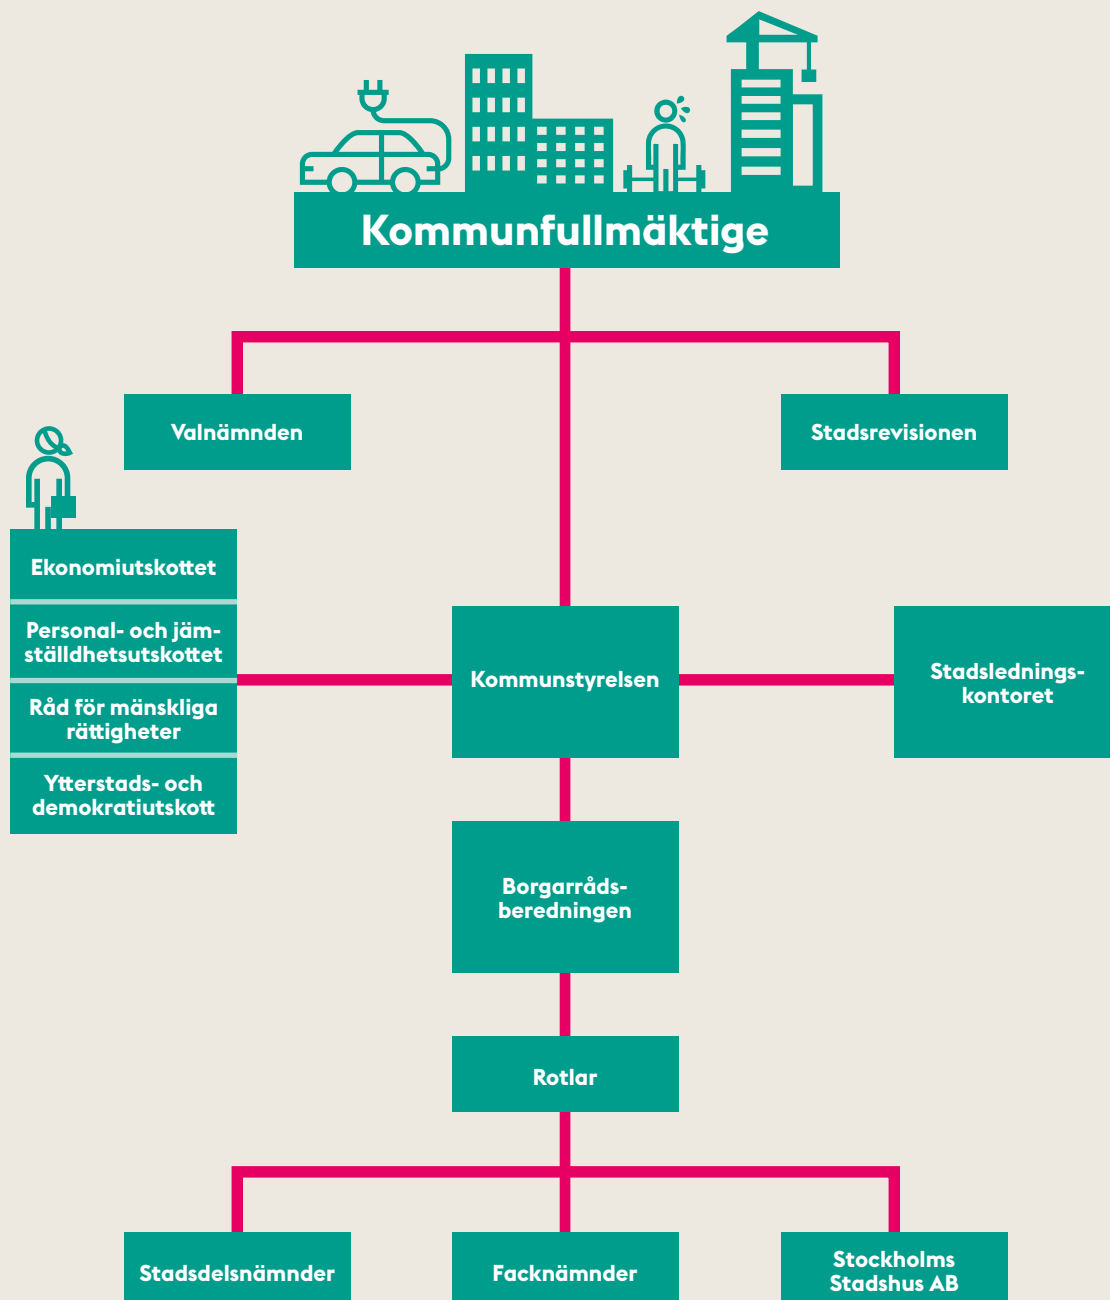 Kommunfullmäktige
Valnämnden
Stadsrevisionen
Ekonomiutskottet
Personal- och jäm-
ställdhetsutskottet
Råd för mänskliga
rättigheter
Ytterstads- och
demokratiutskott
Kommunstyrelsen
Stadslednings-
kontoret
Borgarråds-
beredningen
Rotlar
Stadsdelsnämnder
Facknämnder
Stockholms
Stadshus AB